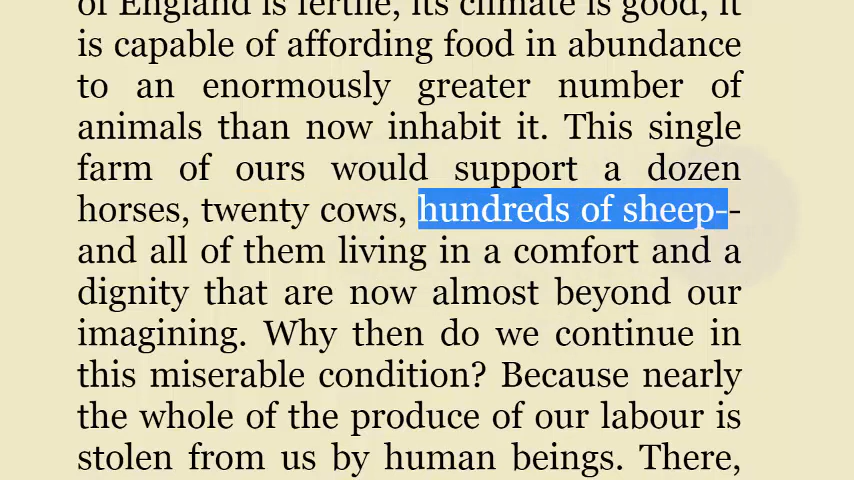 of England is fertile, its climate is good, it
is capable of affording food in abundance
to an enormously greater number of
animals than now inhabit it. This single
farm of ours would support a dozen
horses, twenty cows, hundreds of sheep--
and all of them living in a comfort and a
dignity that are now almost beyond our
imagining. Why then do we continue in
this miserable condition? Because nearly
the whole of the produce of our labour is
stolen from us by human beings. There,